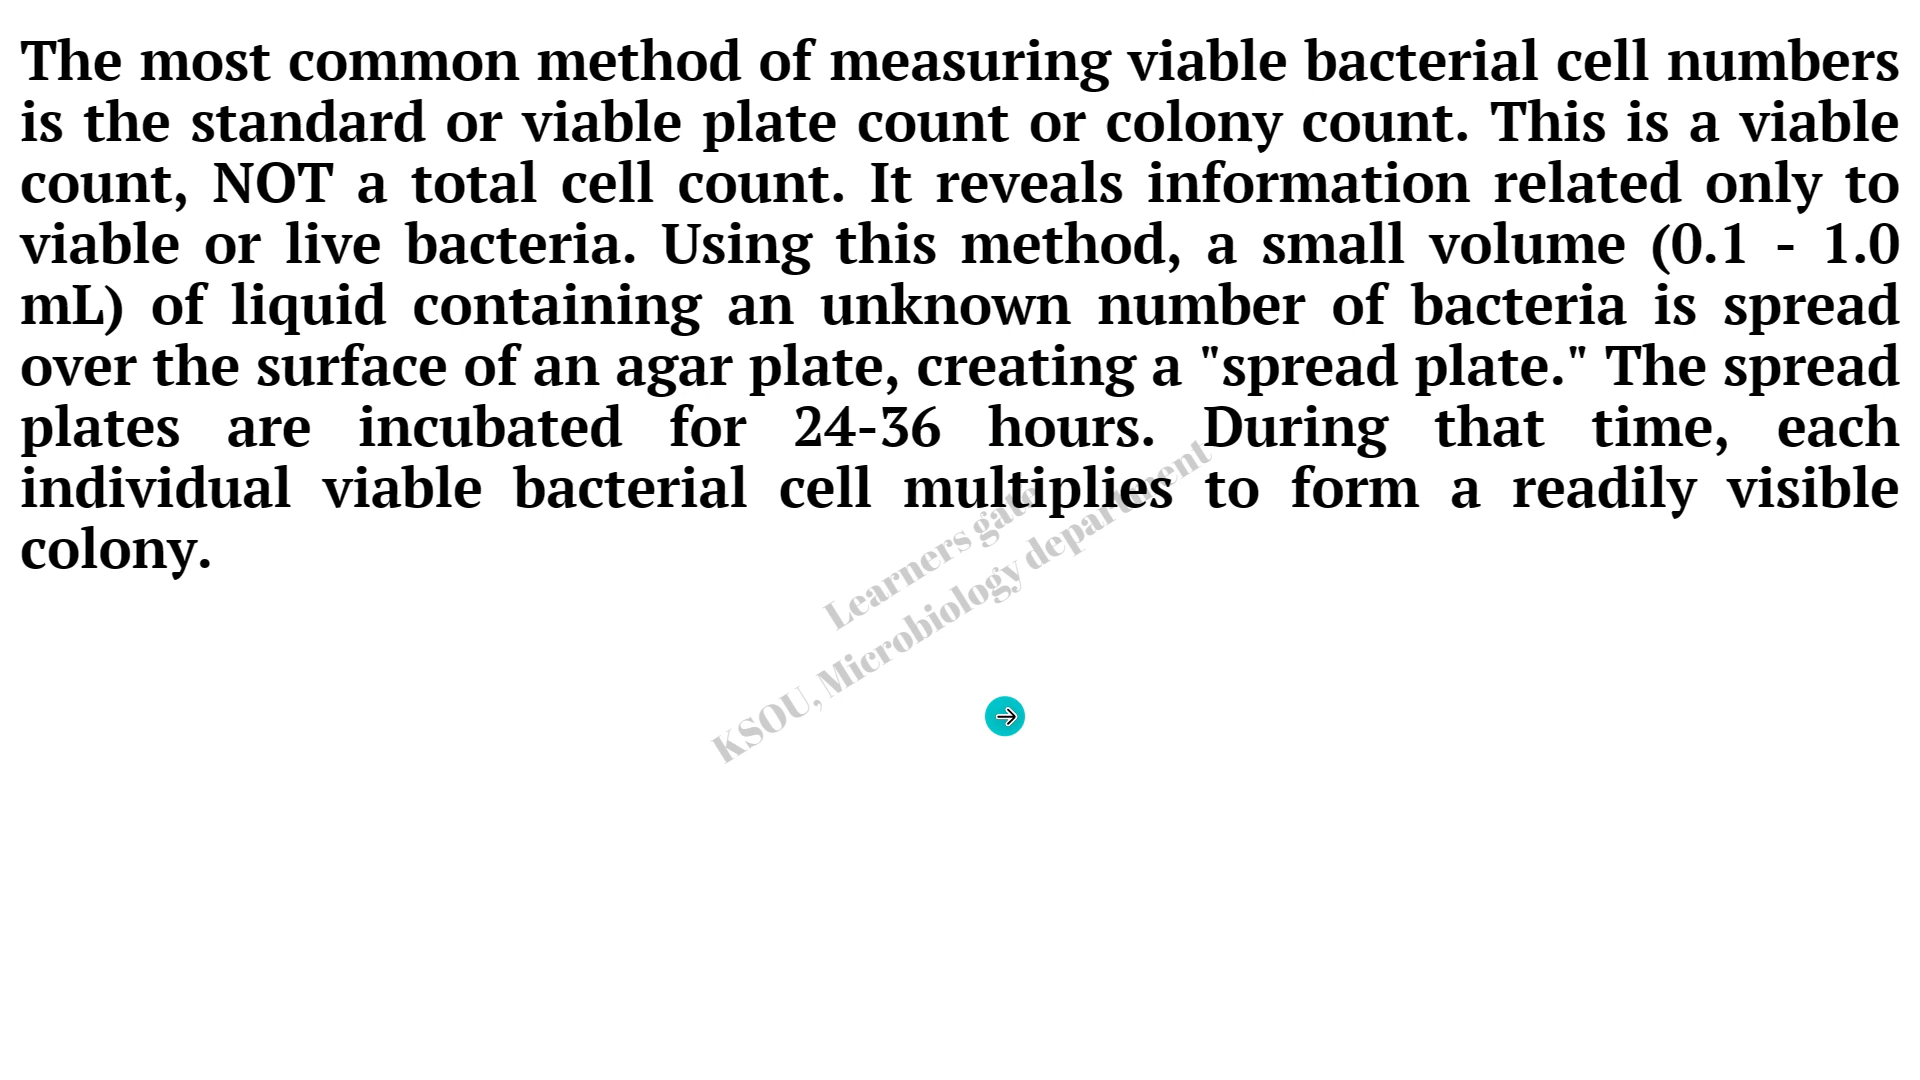 The most common method of measuring viable bacterial cell numbers
is the standard or viable plate count or colony count. This is a viable
count, NOT a total cell count. It reveals information related only to
viable or live bacteria. Using this method, a small volume (0.1 - 1.0
mL) of liquid containing an unknown number of bacteria is spread
over the surface of an agar plate, creating a "spread plate." The spread
plates are incubated for 24-36 hours. During that time, each
individual viable bacterial cell multiplies to form a readily visible
colony.
Learners gate
KSOU, Microbiology department